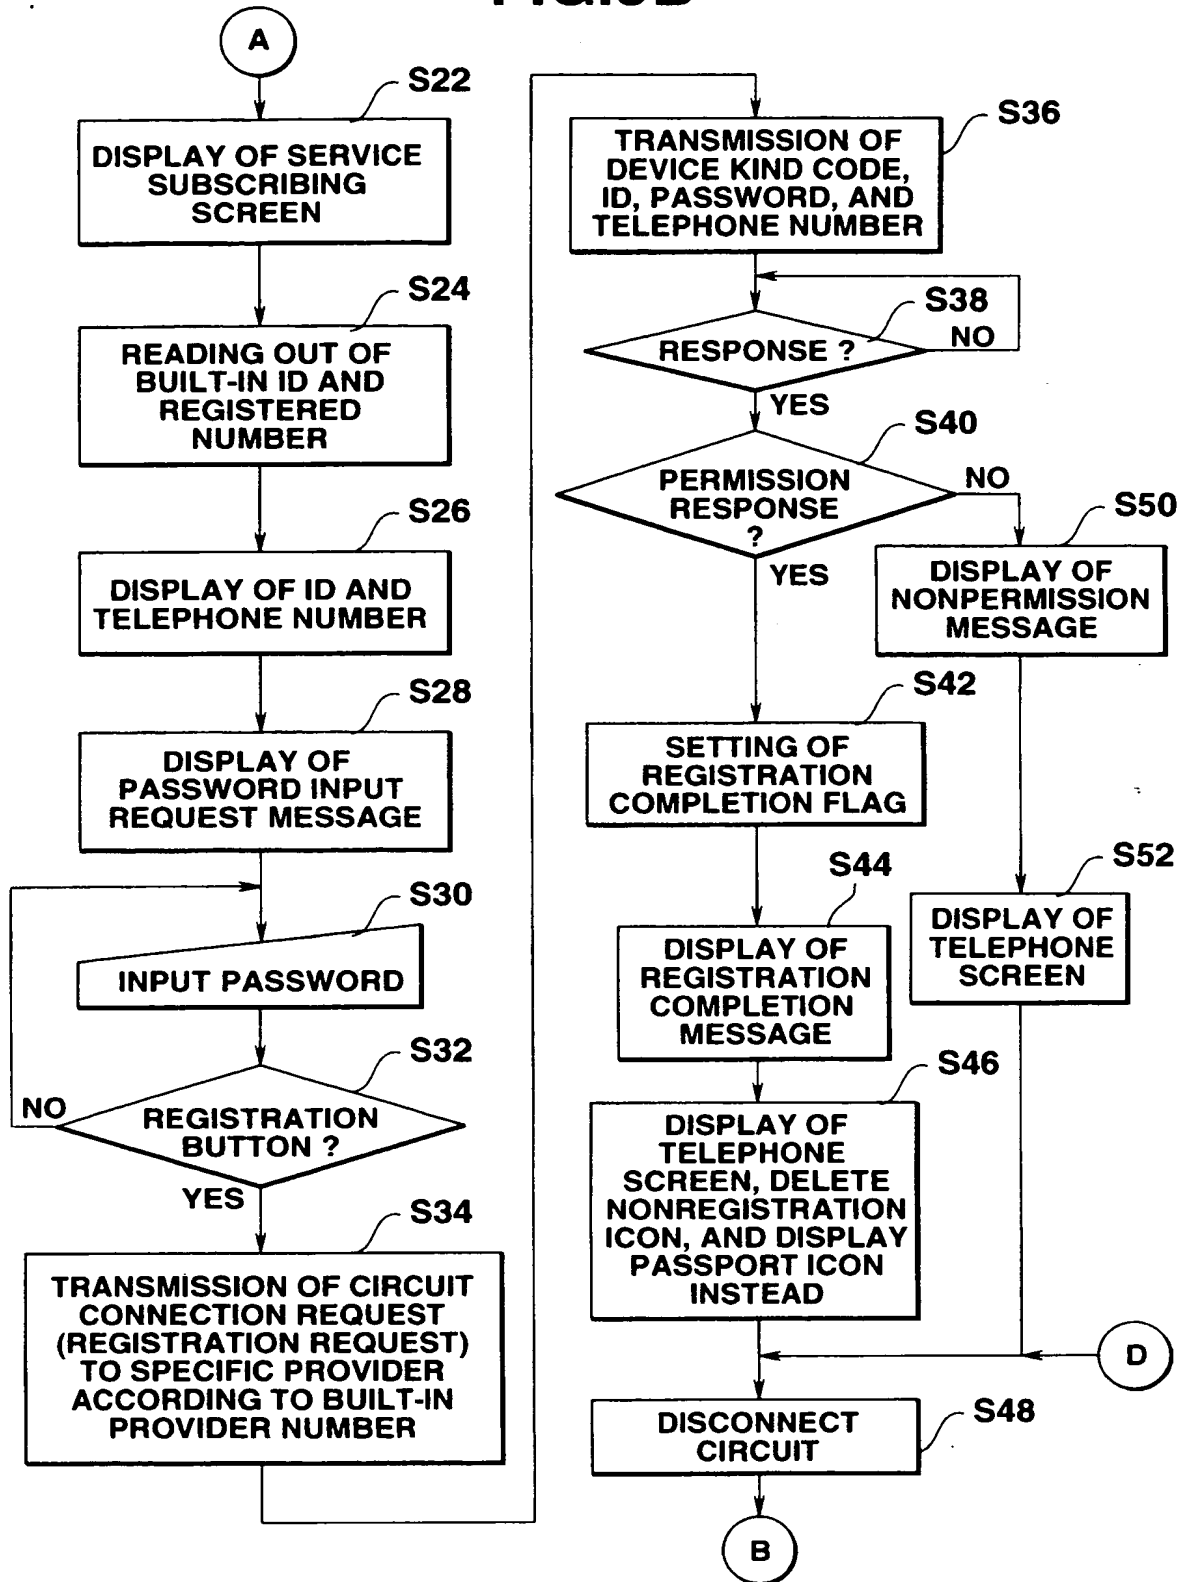 A
S22
DISPLAY OF SERVICE
SUBSCRIBING
SCREEN
S24
READING OUT OF
BUILT-IN ID AND
REGISTERED
NUMBER
S26
DISPLAY OF ID AND
TELEPHONE NUMBER
S28
DISPLAY OF
PASSWORD INPUT
REQUEST MESSAGE
S30
INPUT PASSWORD
S32
NO
REGISTRATION
BUTTON ?
YES
S34
TRANSMISSION OF CIRCUIT
CONNECTION REQUEST
(REGISTRATION REQUEST)
TO SPECIFIC PROVIDER
ACCORDING TO BUILT-IN
PROVIDER NUMBER
S36
TRANSMISSION OF
DEVICE KIND CODE,
ID, PASSWORD, AND
TELEPHONE NUMBER
S38
RESPONSE ?
NO
YES
S40
PERMISSION
RESPONSE
?
NO
YES
S50
DISPLAY OF
NONPERMISSION
MESSAGE
S42
SETTING OF
REGISTRATION
COMPLETION FLAG
S44
DISPLAY OF
REGISTRATION
COMPLETION
MESSAGE
S52
DISPLAY OF
TELEPHONE
SCREEN
S46
DISPLAY OF
TELEPHONE
SCREEN, DELETE
NONREGISTRATION
ICON, AND DISPLAY
PASSPORT ICON
INSTEAD
D
S48
DISCONNECT
CIRCUIT
B